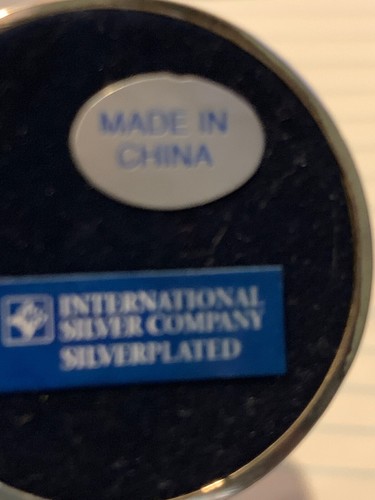 MADE IN
CHINA
INTERNATIONAL
SILVER COMPANY
SILVERPLATED